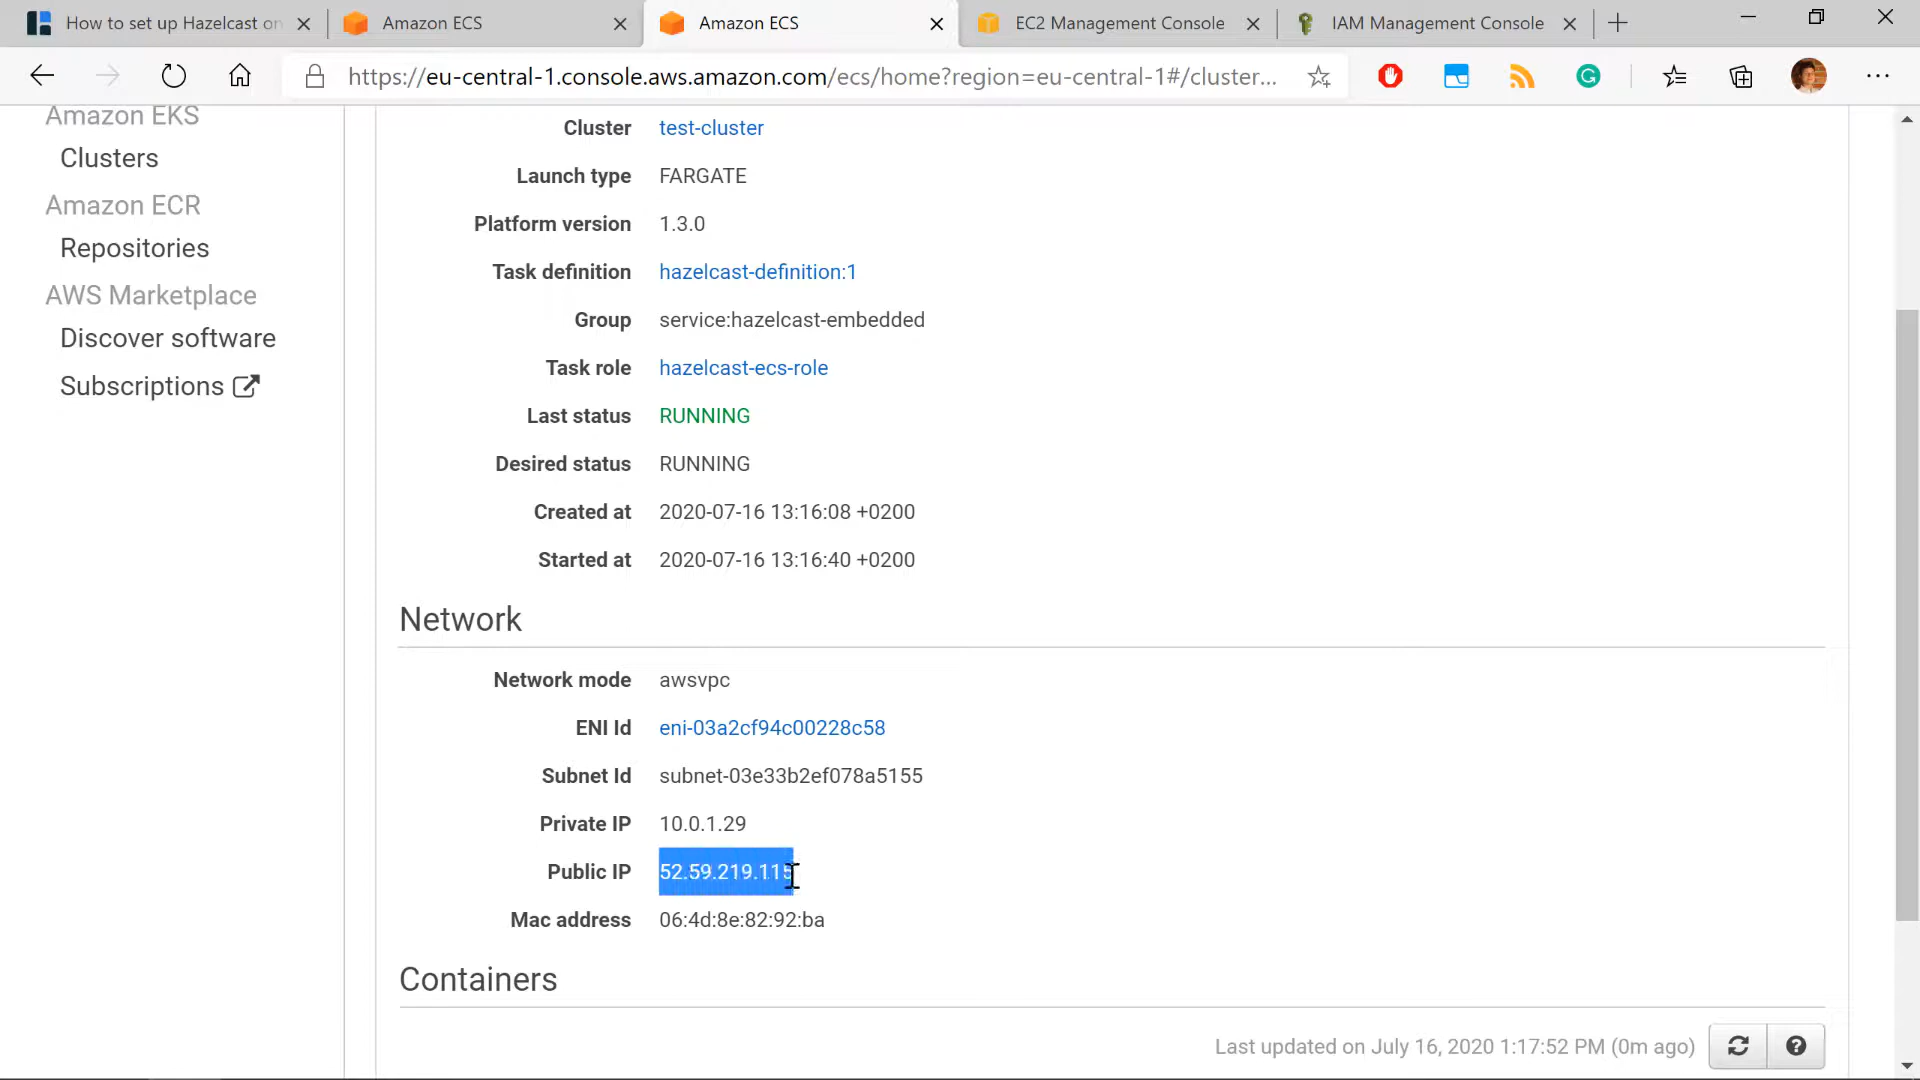 How to set up Hazelcast on
Amazon ECS
Amazon ECS
EC2 Management Console
IAM Management Console
https://eu-central-1.console.aws.amazon.com/ecs/home?region=eu-central-1#/cluster...
Amazon EKS
Clusters
Amazon ECR
Repositories
AWS Marketplace
Discover software
Subscriptions
Cluster test-cluster
Launch type FARGATE
Platform version 1.3.0
Task definition hazelcast-definition:1
Group service:hazelcast-embedded
Task role hazelcast-ecs-role
Last status RUNNING
Desired status RUNNING
Created at 2020-07-16 13:16:08 +0200
Started at 2020-07-16 13:16:40 +0200
Network
Network mode awsvpc
ENI Id eni-03a2cf94c00228c58
Subnet Id subnet-03e33b2ef078a5155
Private IP 10.0.1.29
Public IP 52.59.219.115
Mac address 06:4d:8e:82:92:ba
Containers
Last updated on July 16, 2020 1:17:52 PM (0m ago)